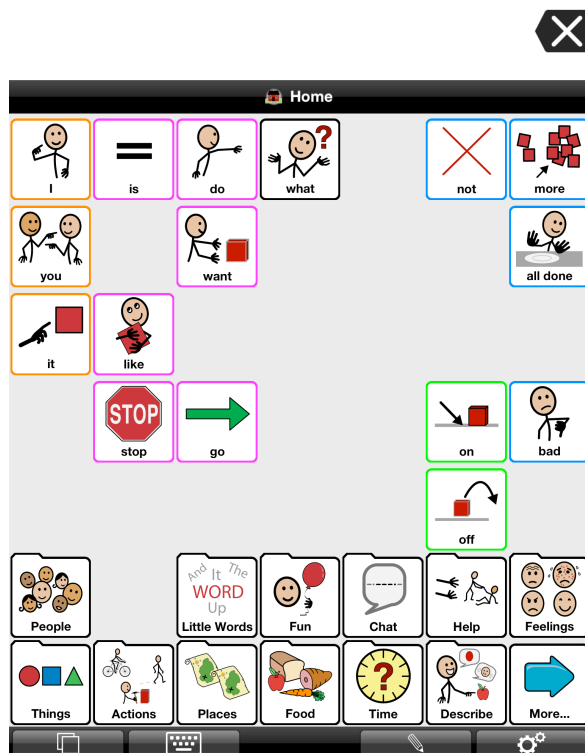 Home
I
is
do
?
what
not
more
you
want
all done
it
like
STOP
stop
go
on
bad
off
People
And It The
WORD
Up
Little Words
Fun
Chat
Help
Feelings
Things
Actions
Places
Food
?
Time
Describe
More...